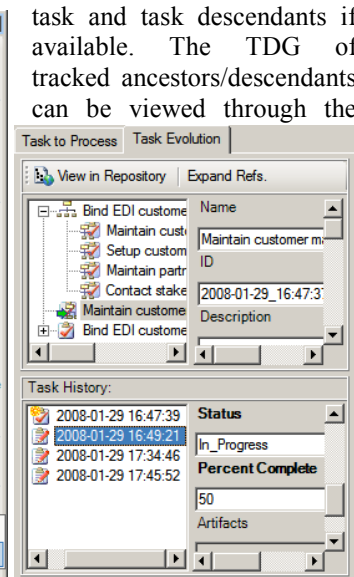 task and task descendants if
available. The TDG of
tracked ancestors/descendants
can be viewed through the
Task to Process Task Evolution
View in Repository Expand Refs.
Bind EDI custome
Maintain cust
Setup custom
Maintain partr
Contact stake
Maintain custome
Bind EDI custome
Name
Maintain customer ma
ID
2008-01-29_16:47:37
Description
Task History:
2008-01-29 16:47:39
2008-01-29 16:49:21
2008-01-29 17:34:46
2008-01-29 17:45:52
Status
In_Progress
Percent Complete
50
Artifacts